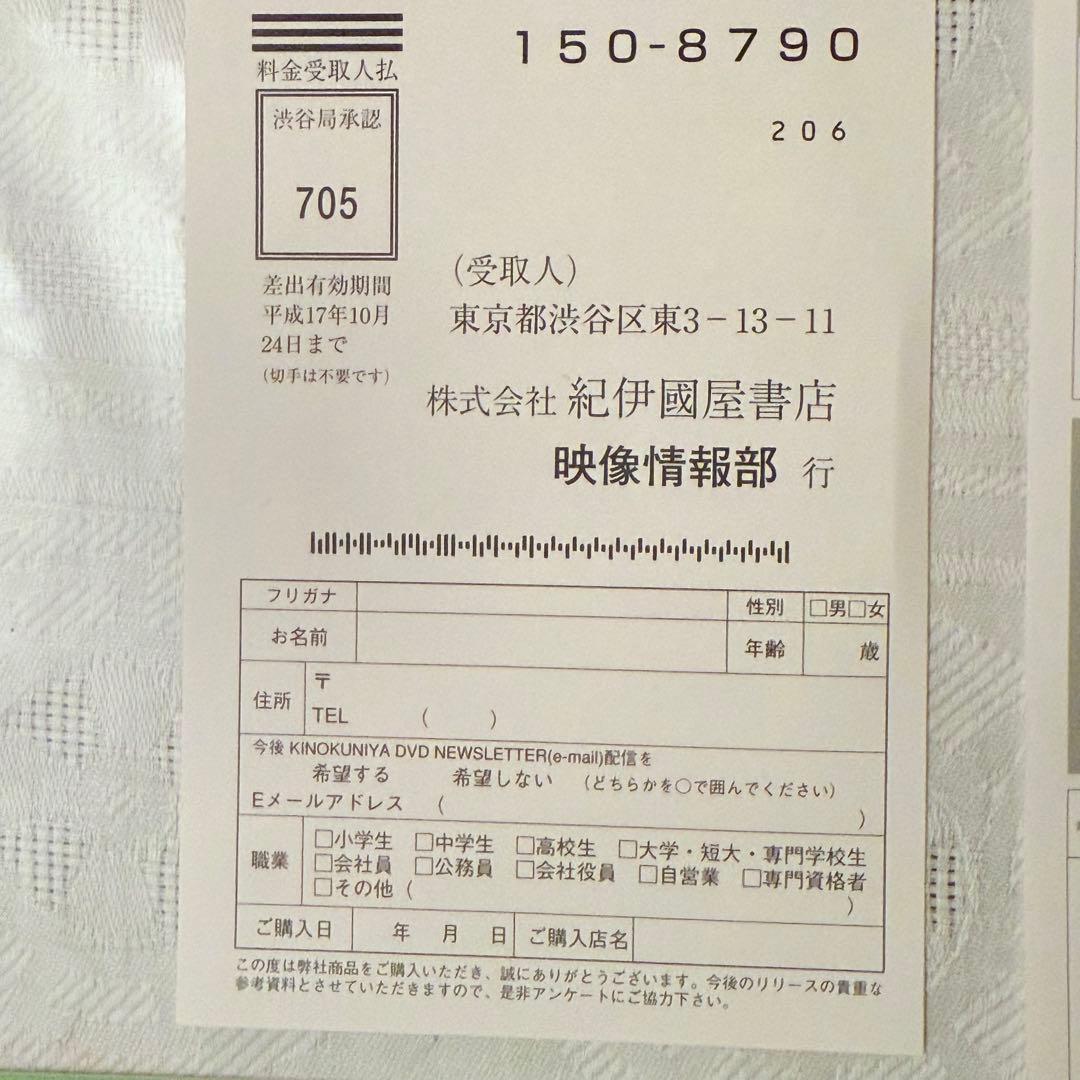 料金受取人払
渋谷局承認
705
差出有効期間
平成17年10月
24日まで
(切手は不要です)
150-8790
206
(受取人)
東京都渋谷区東3-13-11
株式会社 紀伊國屋書店
映像情報部 行
フリガナ
性別 □男□女
お名前
年齢 歳
住所 〒
TEL ( )
今後 KINOKUNIYA DVD NEWSLETTER(e-mail)配信を
希望する 希望しない (どちらかを○で囲んでください)
Eメールアドレス ( )
職業 □小学生 □中学生 □高校生 □大学・短大・専門学校生
□会社員 □公務員 □会社役員 □自営業 □専門資格者
□その他 ( )
ご購入日 年 月 日 ご購入店名
この度は弊社商品をご購入いただき、誠にありがとうございます。今後のリリースの貴重な
参考資料とさせていただきますので、是非アンケートにご協力下さい。